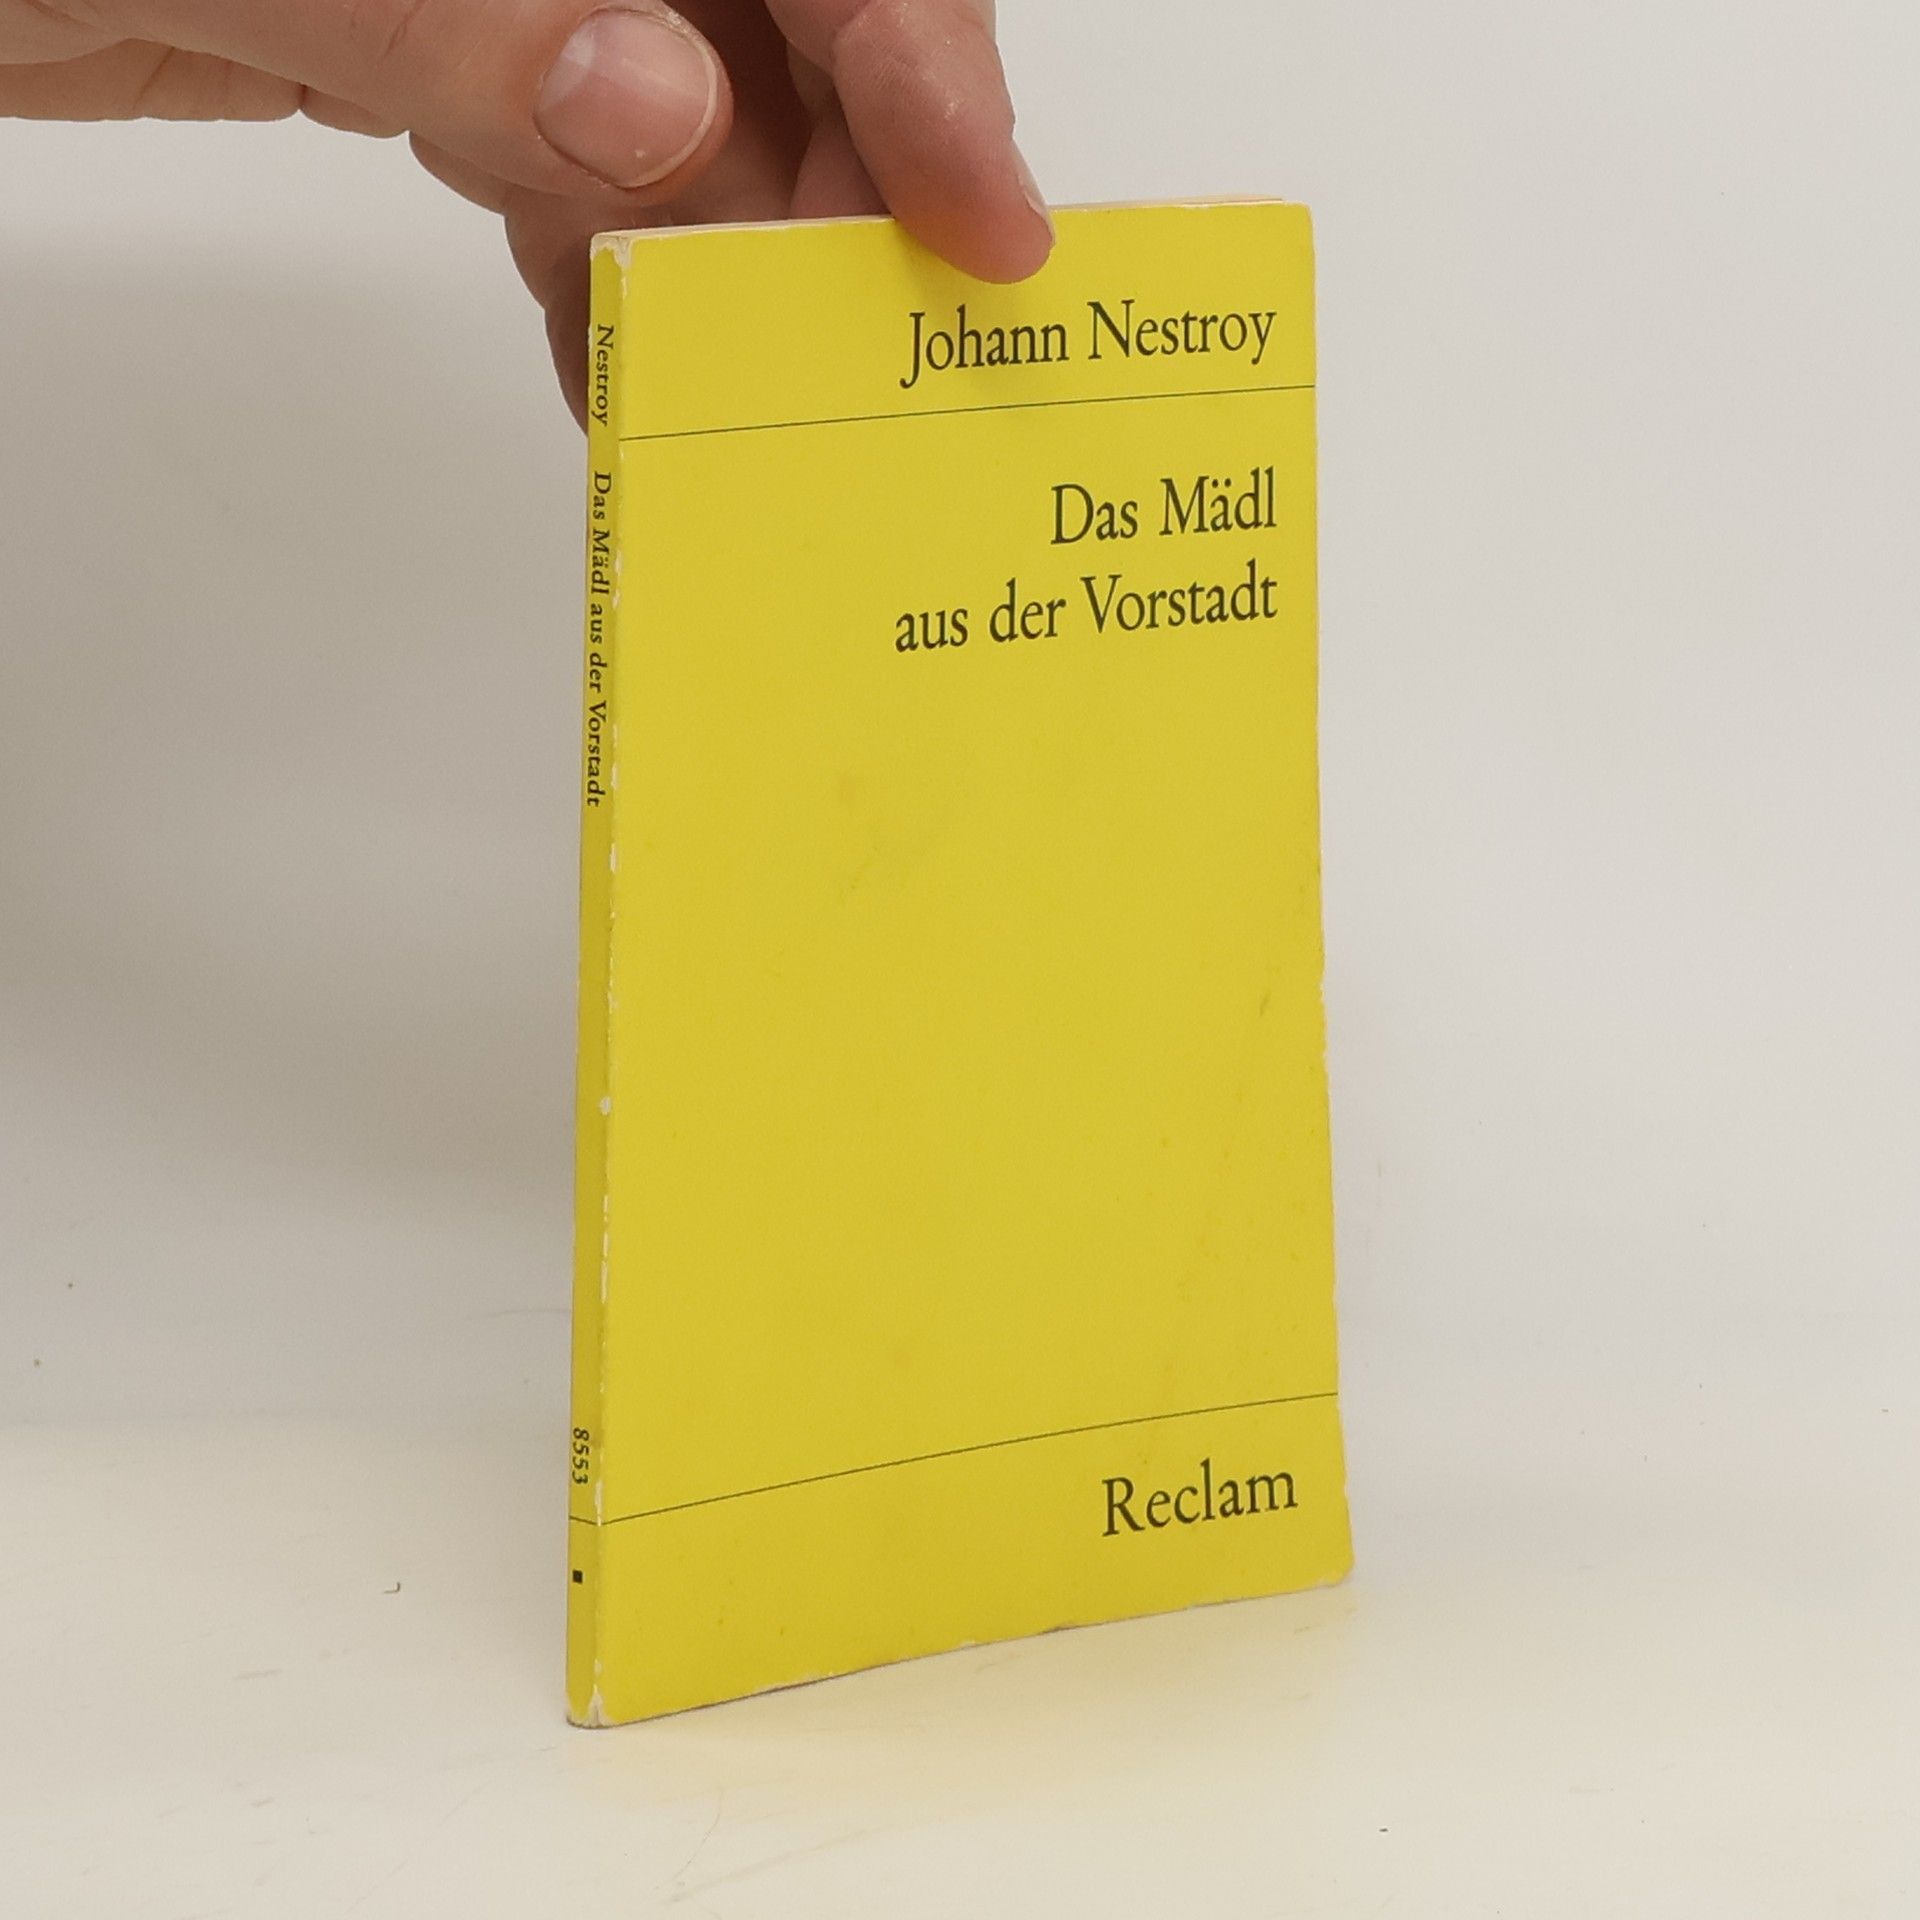 Johann Nestroy
Das Mädl
aus der Vorstadt
Reclam
Nestroy Das Mädl aus der Vorstadt
8553